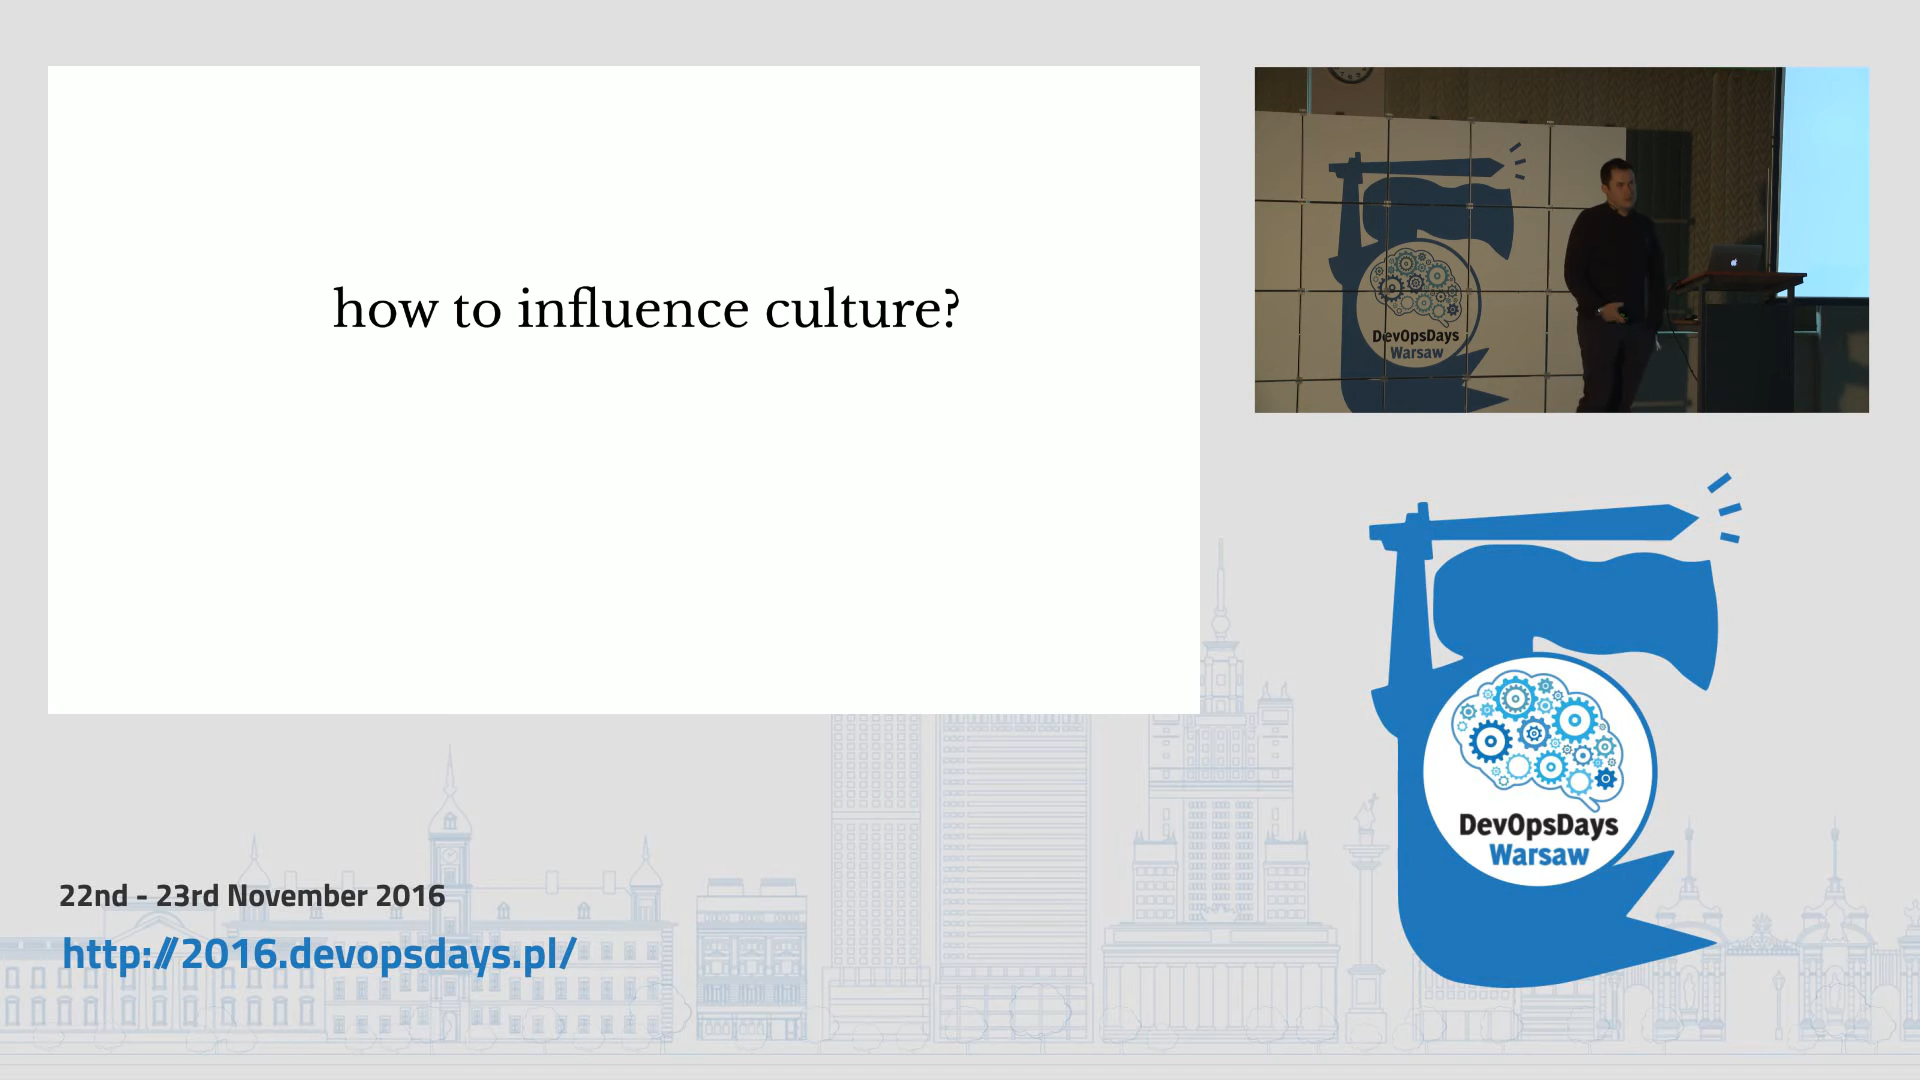 how to influence culture?
DevOpsDays
Warsaw
DevOpsDays
Warsaw
22nd - 23rd November 2016
http://2016.devopsdays.pl/